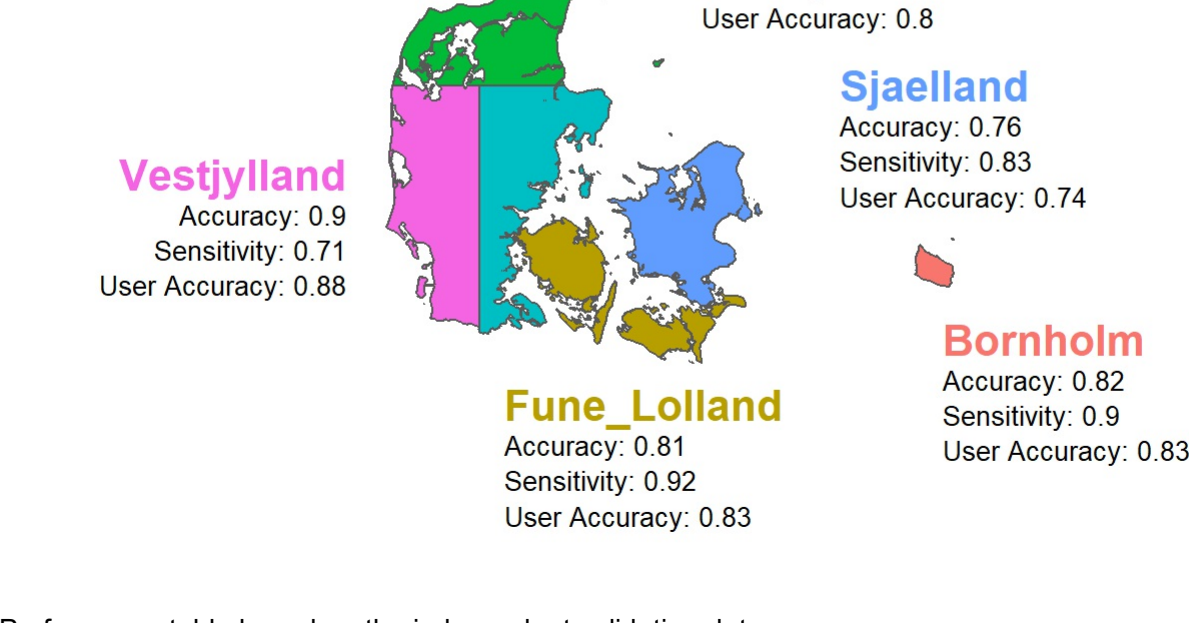 User Accuracy: 0.8
Sjaelland
Accuracy: 0.76
Sensitivity: 0.83
User Accuracy: 0.74
Vestjylland
Accuracy: 0.9
Sensitivity: 0.71
User Accuracy: 0.88
Bornholm
Accuracy: 0.82
Sensitivity: 0.9
User Accuracy: 0.83
Fune_Lolland
Accuracy: 0.81
Sensitivity: 0.92
User Accuracy: 0.83